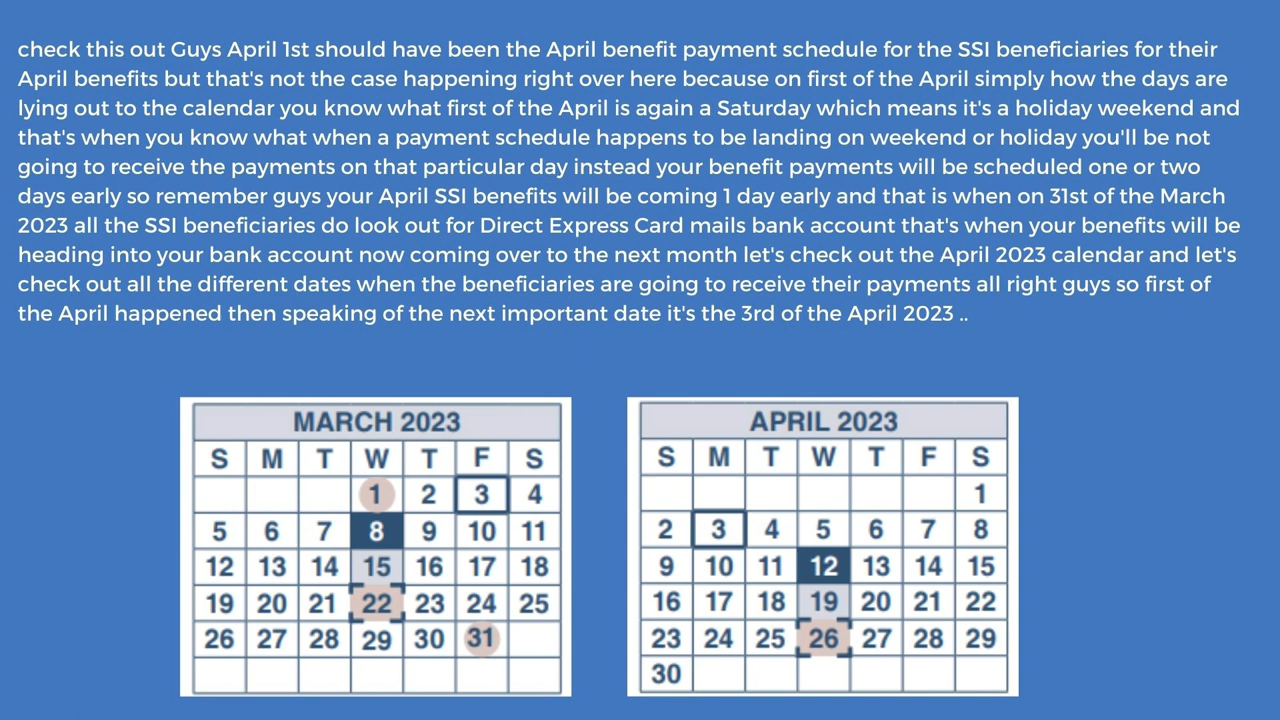 check this out Guys April 1st should have been the April benefit payment schedule for the SSI beneficiaries for their
April benefits but that's not the case happening right over here because on first of the April simply how the days are
lying out to the calendar you know what first of the April is again a Saturday which means it's a holiday weekend and
that's when you know what when a payment schedule happens to be landing on weekend or holiday you'll be not
going to receive the payments on that particular day instead your benefit payments will be scheduled one or two
days early so remember guys your April SSI benefits will be coming 1 day early and that is when on 31st of the March
2023 all the SSI beneficiaries do look out for Direct Express Card mails bank account that's when your benefits will be
heading into your bank account now coming over to the next month let's check out the April 2023 calendar and let's
check out all the different dates when the beneficiaries are going to receive their payments all right guys so first of
the April happened then speaking of the next important date it's the 3rd of the April 2023 ..
MARCH 2023
S M T W T F S
1 2 3 4
5 6 7 8 9 10 11
12 13 14 15 16 17 18
19 20 21 22 23 24 25
26 27 28 29 30 31
APRIL 2023
S M T W T F S
1
2 3 4 5 6 7 8
9 10 11 12 13 14 15
16 17 18 19 20 21 22
23 24 25 26 27 28 29
30